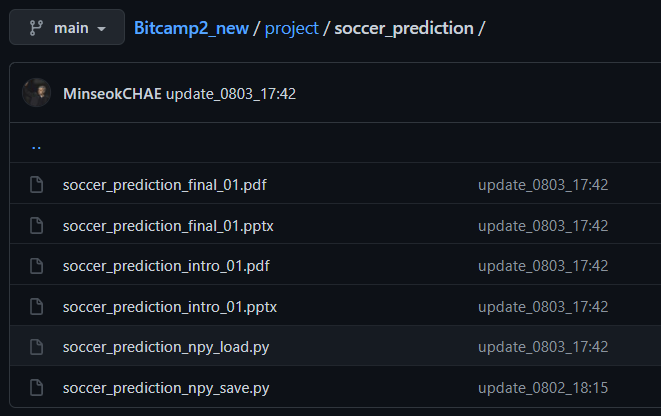 main Bitcamp2_new / project / soccer_prediction /
MinseokCHAE update_0803_17:42
..
soccer_prediction_final_01.pdf update_0803_17:42
soccer_prediction_final_01.pptx update_0803_17:42
soccer_prediction_intro_01.pdf update_0803_17:42
soccer_prediction_intro_01.pptx update_0803_17:42
soccer_prediction_npy_load.py update_0803_17:42
soccer_prediction_npy_save.py update_0802_18:15